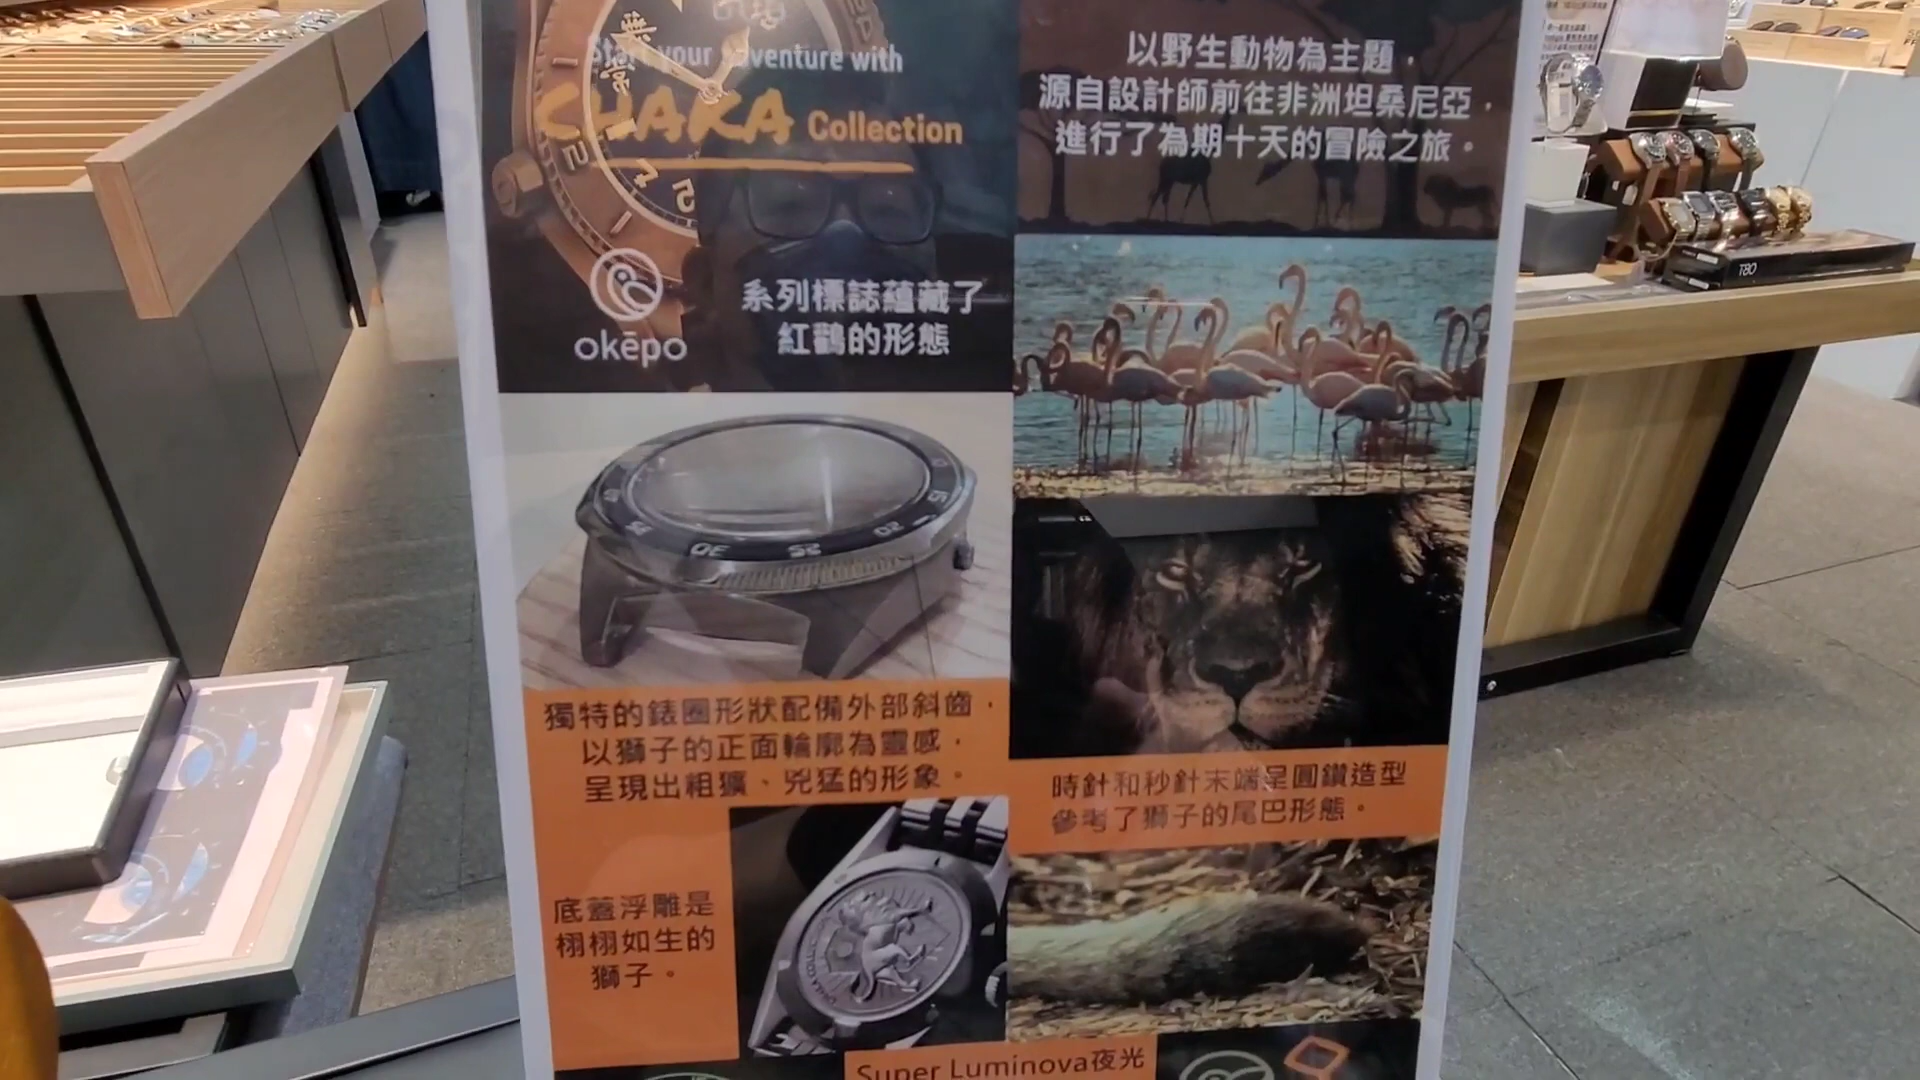 Start your adventure with
CHAKA Collection
okēpo
系列標誌蘊藏了
紅鸛的形態
以野生動物為主題，
源自設計師前往非洲坦桑尼亞，
進行了為期十天的冒險之旅。
獨特的錶圈形狀配備外部斜齒，
以獅子的正面輪廓為靈感，
呈現出粗獷、兇猛的形象。
時針和秒針末端呈圓鑽造型
參考了獅子的尾巴形態。
底蓋浮雕是
栩栩如生的
獅子。
Super Luminova夜光
30
25
20
15
T80